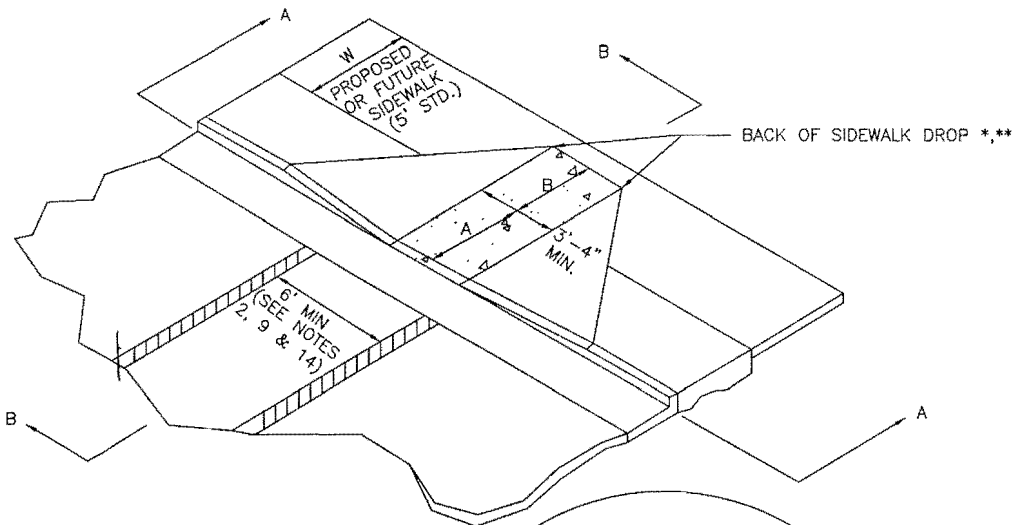 A
B
W
PROPOSED
OR FUTURE
SIDEWALK
(5' STD.)
BACK OF SIDEWALK DROP *,**
B
A
3'-4"
MIN.
6' MIN
(SEE NOTES
2, 9 & 14)
B
A